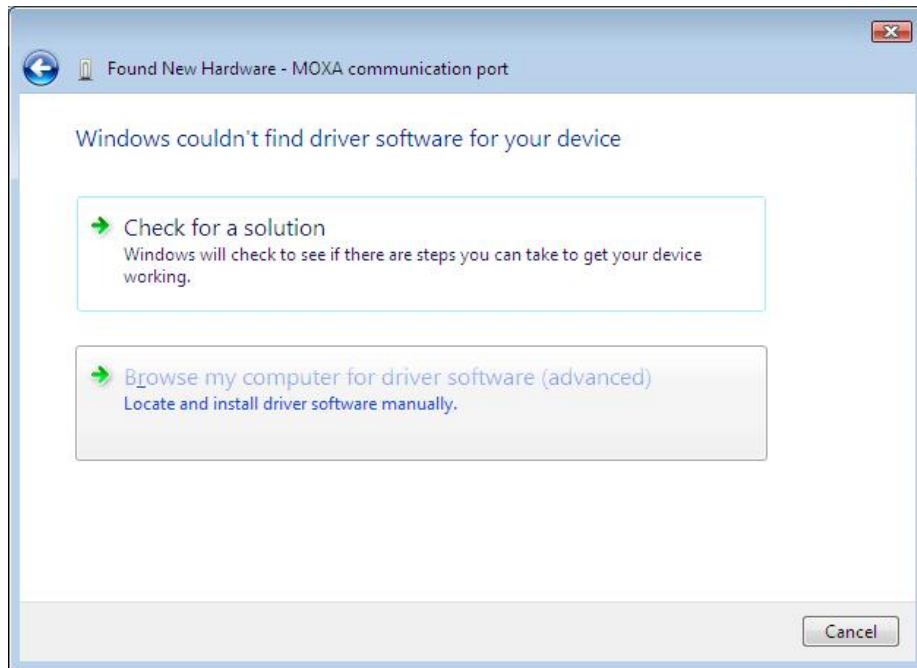 Found New Hardware - MOXA communication port
Windows couldn't find driver software for your device
Check for a solution
Windows will check to see if there are steps you can take to get your device
working.
Browse my computer for driver software (advanced)
Locate and install driver software manually.
Cancel